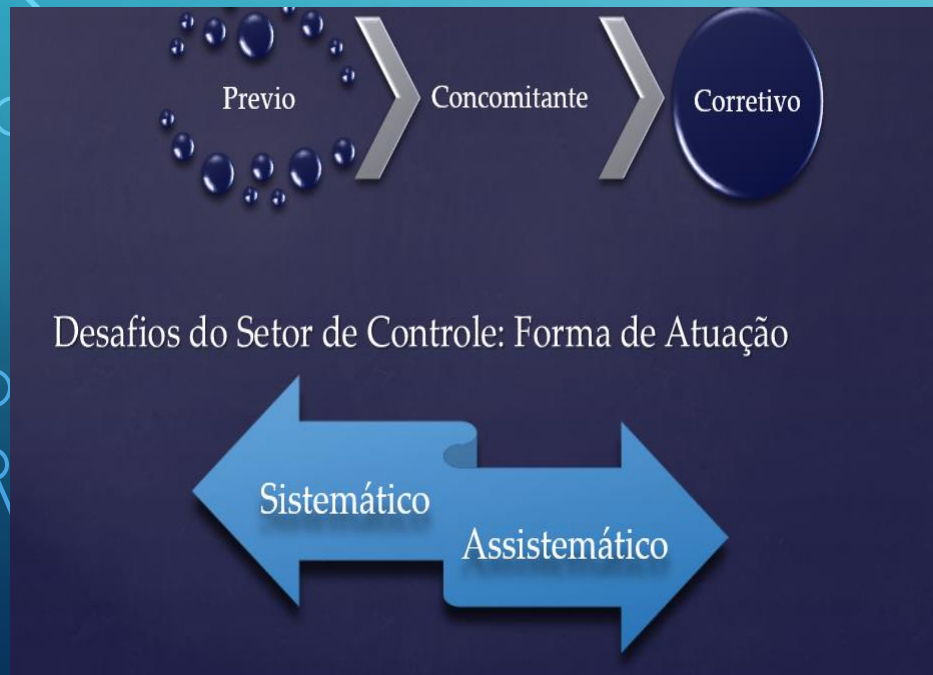 Previo
Concomitante
Corretivo
Desafios do Setor de Controle: Forma de Atuação
Sistemático
Assistemático